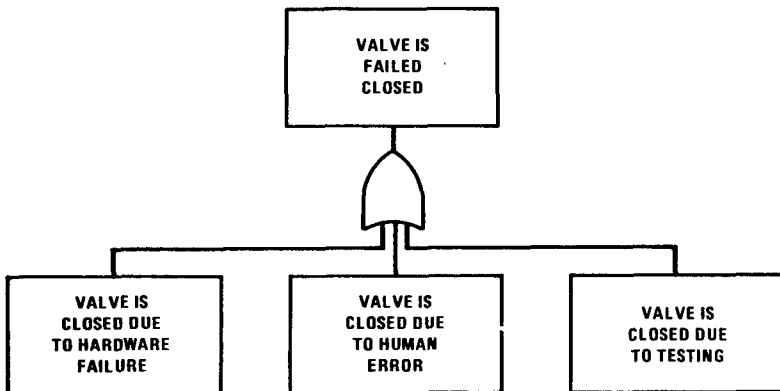 VALVE IS
FAILED
CLOSED
VALVE IS
CLOSED DUE
TO HARDWARE
FAILURE
VALVE IS
CLOSED DUE
TO HUMAN
ERROR
VALVE IS
CLOSED DUE
TO TESTING